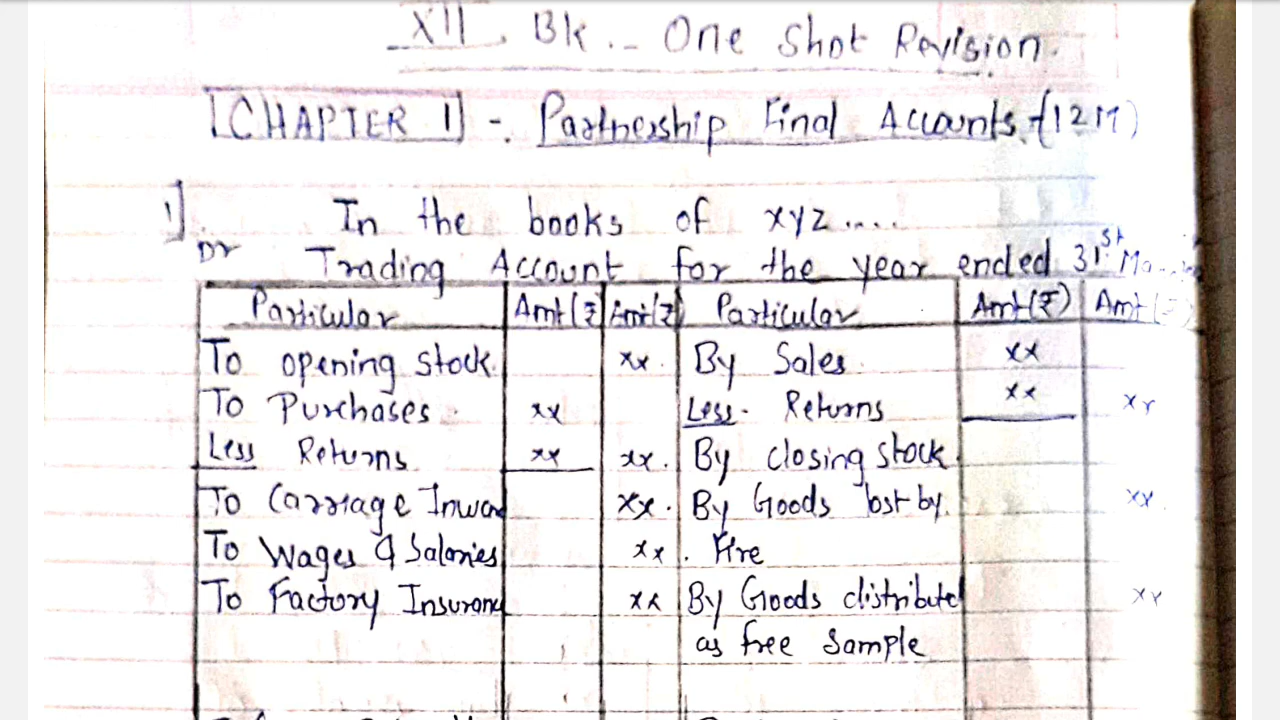 XII. Bk.- One Shot Revision.
CHAPTER 1 -. Partnership Final Accounts. (12M)
1]. In the books of xyz....
Dr Trading Account for the year ended 31st
Particular Amt(₹) Amt(₹) Particular Amt(₹) Amt(
To opening stock. xx. By Sales. xx
To Purchases. xx Less- Returns xx xx
Less Returns. xx xx. By closing stock
To Carriage Inward xx. By Goods lost by. xx.
To Wages & Salaries xx. Fire
To Factory Insurance xx By Goods distributed xx
as free Sample